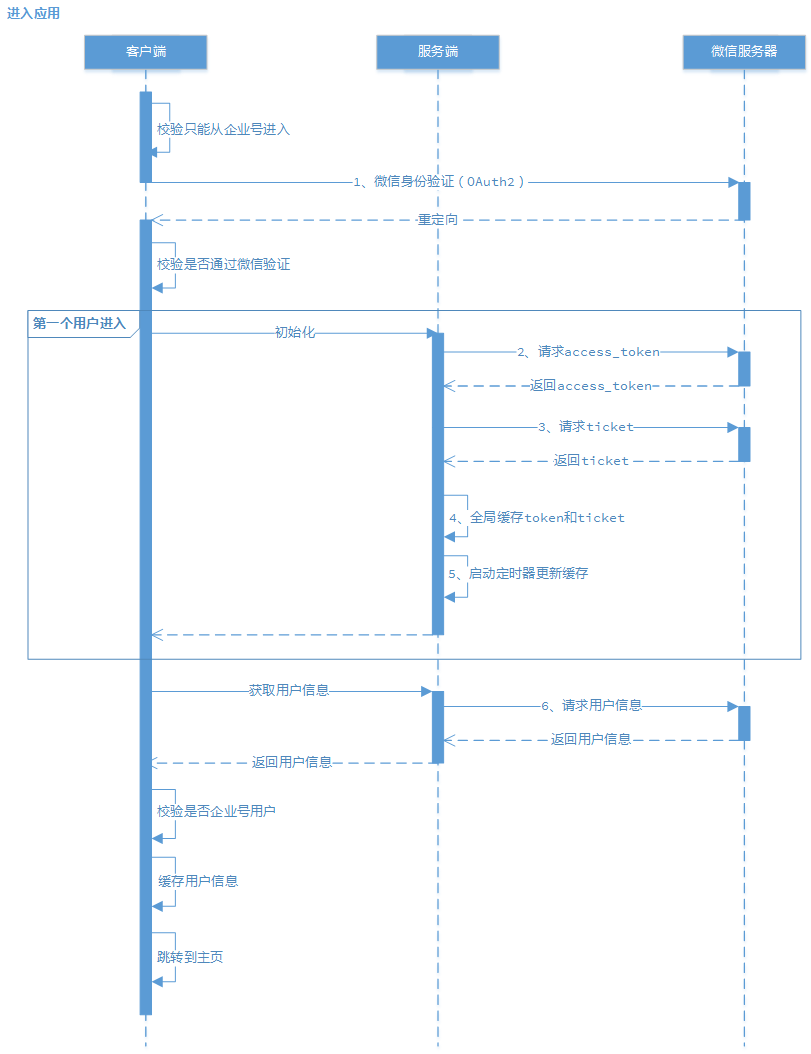 进入应用
客户端
服务端
微信服务器
校验只能从企业号进入
1、微信身份验证（OAuth2）
重定向
校验是否通过微信验证
第一个用户进入
初始化
2、请求access_token
返回access_token
3、请求ticket
返回ticket
4、全局缓存token和ticket
5、启动定时器更新缓存
获取用户信息
6、请求用户信息
返回用户信息
返回用户信息
校验是否企业号用户
缓存用户信息
跳转到主页